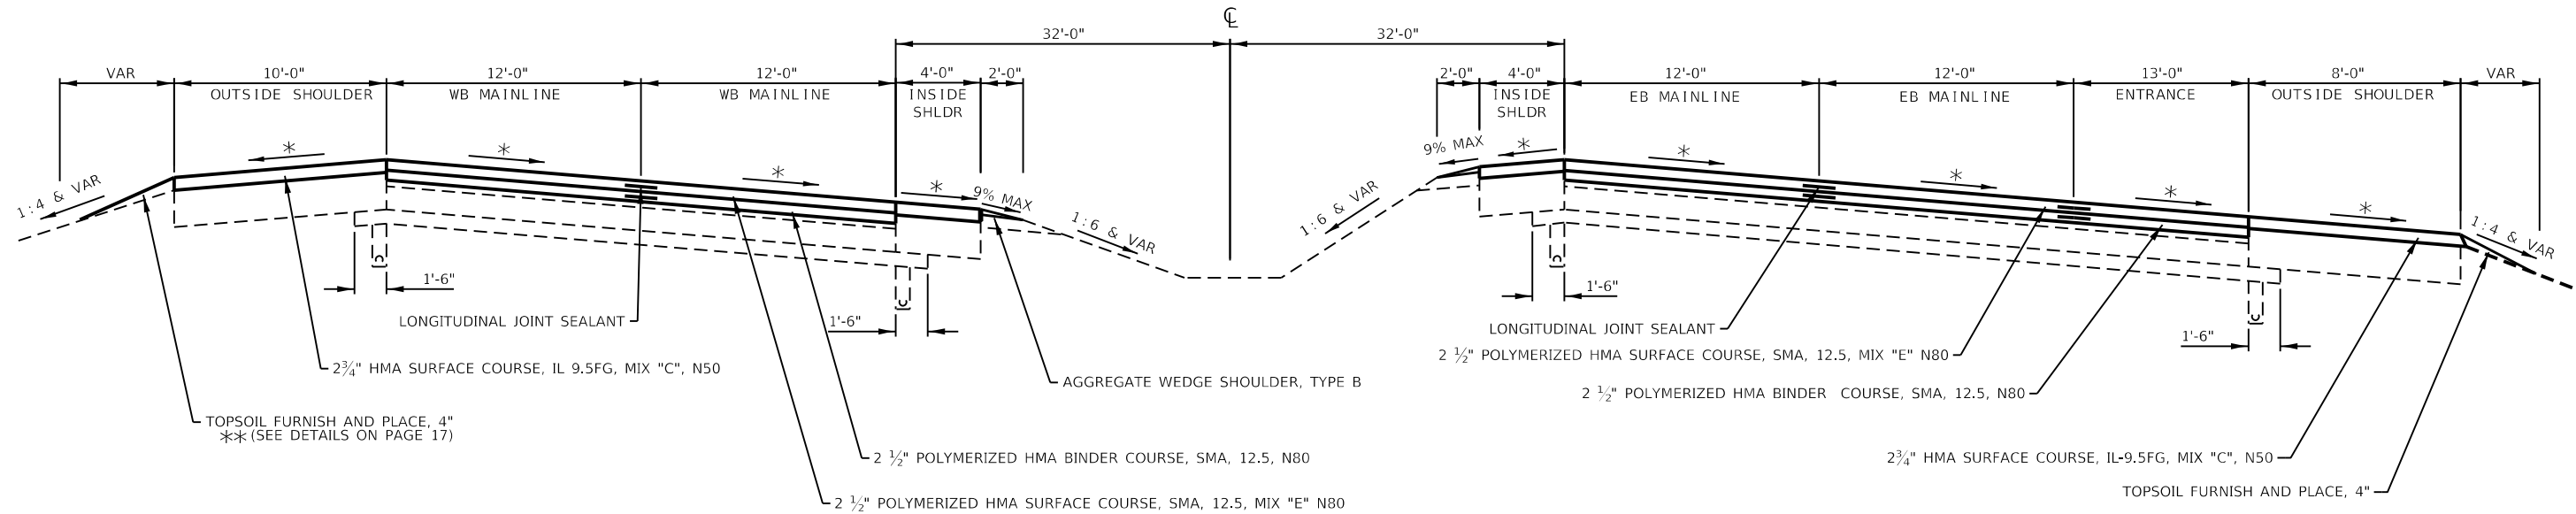 ℄
32'-0" 32'-0"
VAR 10'-0" 12'-0" 12'-0" 4'-0" 2'-0" 2'-0" 4'-0" 12'-0" 12'-0" 13'-0" 8'-0" VAR
OUTSIDE SHOULDER WB MAINLINE WB MAINLINE INSIDE SHLDR INSIDE SHLDR EB MAINLINE EB MAINLINE ENTRANCE OUTSIDE SHOULDER
* * * * 9% MAX 9% MAX * * * * *
1:4 & VAR
1:6 & VAR
1:6 & VAR
1:4 & VAR
1'-6"
1'-6"
1'-6"
1'-6"
LONGITUDINAL JOINT SEALANT
2¾" HMA SURFACE COURSE, IL 9.5FG, MIX "C", N50
AGGREGATE WEDGE SHOULDER, TYPE B
TOPSOIL FURNISH AND PLACE, 4"
**(SEE DETAILS ON PAGE 17)
2 ½" POLYMERIZED HMA BINDER COURSE, SMA, 12.5, N80
2 ½" POLYMERIZED HMA SURFACE COURSE, SMA, 12.5, MIX "E" N80
LONGITUDINAL JOINT SEALANT
2 ½" POLYMERIZED HMA SURFACE COURSE, SMA, 12.5, MIX "E" N80
2 ½" POLYMERIZED HMA BINDER COURSE, SMA, 12.5, N80
2¾" HMA SURFACE COURSE, IL-9.5FG, MIX "C", N50
TOPSOIL FURNISH AND PLACE, 4"